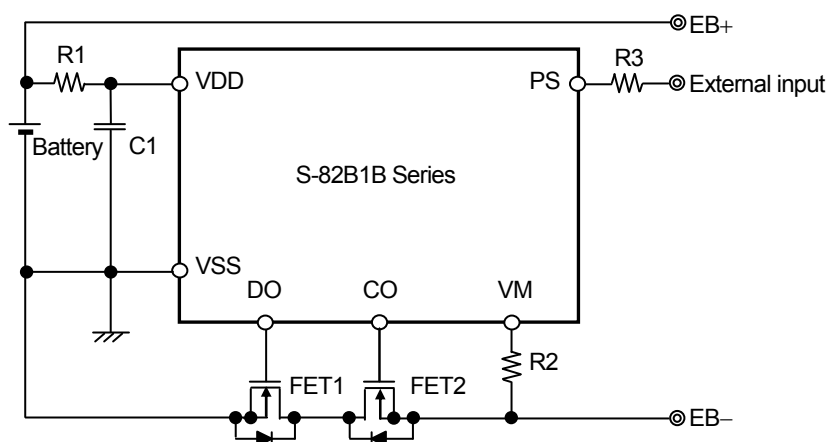 EB+
R1
R3
VDD
PS
External input
Battery
C1
S-82B1B Series
VSS
DO
CO
VM
R2
FET1
FET2
EB−